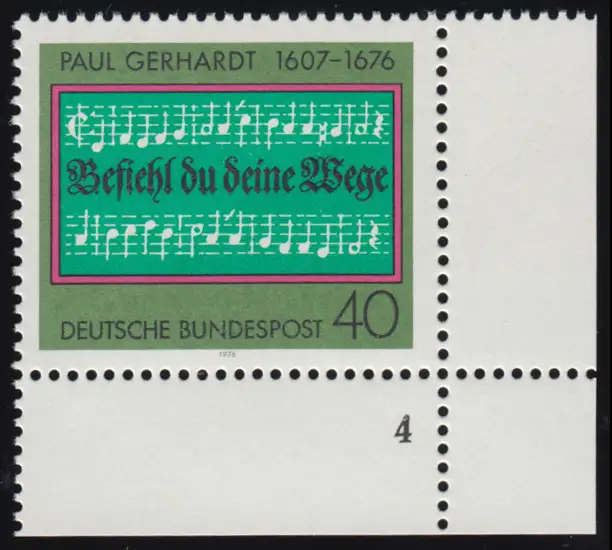 PAUL GERHARDT 1607–1676
Befiehl du deine Wege
DEUTSCHE BUNDESPOST 40
1976
4